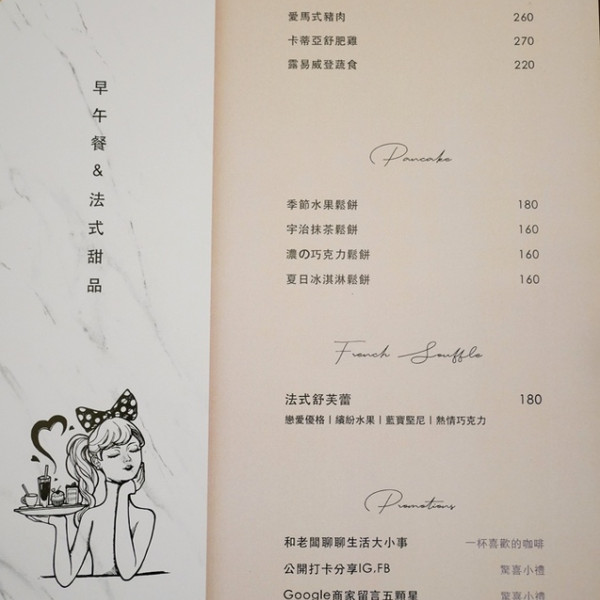 早午餐&法式甜品
愛馬式豬肉 260
卡蒂亞舒肥雞 270
露易威登蔬食 220
Pancake
季節水果鬆餅 180
宇治抹茶鬆餅 160
濃の巧克力鬆餅 160
夏日冰淇淋鬆餅 160
French Souffle
法式舒芙蕾 180
戀愛優格 | 繽紛水果 | 藍寶堅尼 | 熱情巧克力
Promotions
和老闆聊聊生活大小事 一杯喜歡的咖啡
公開打卡分享IG,FB 驚喜小禮
Google商家留言五顆星 驚喜小禮